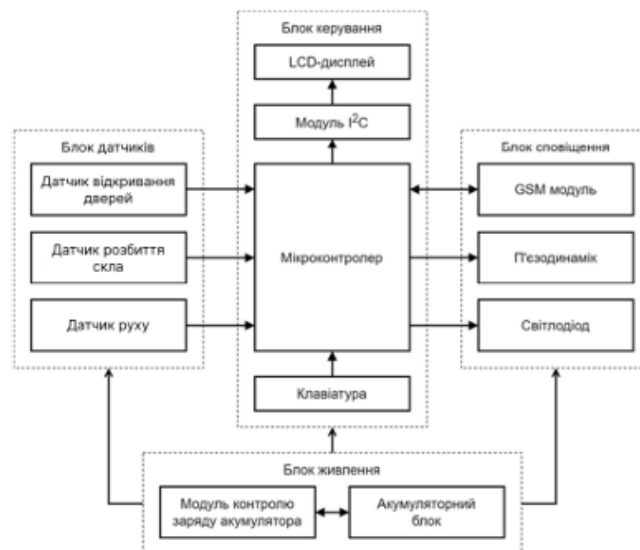 Блок керування
LCD-дисплей
Модуль I²C
Блок датчиків
Датчик відкривання
дверей
Датчик розбиття
скла
Датчик руху
Мікроконтролер
Клавіатура
Блок сповіщення
GSM модуль
П'єзодинамік
Світлодіод
Блок живлення
Модуль контролю
заряду акумулятора
Акумуляторний
блок